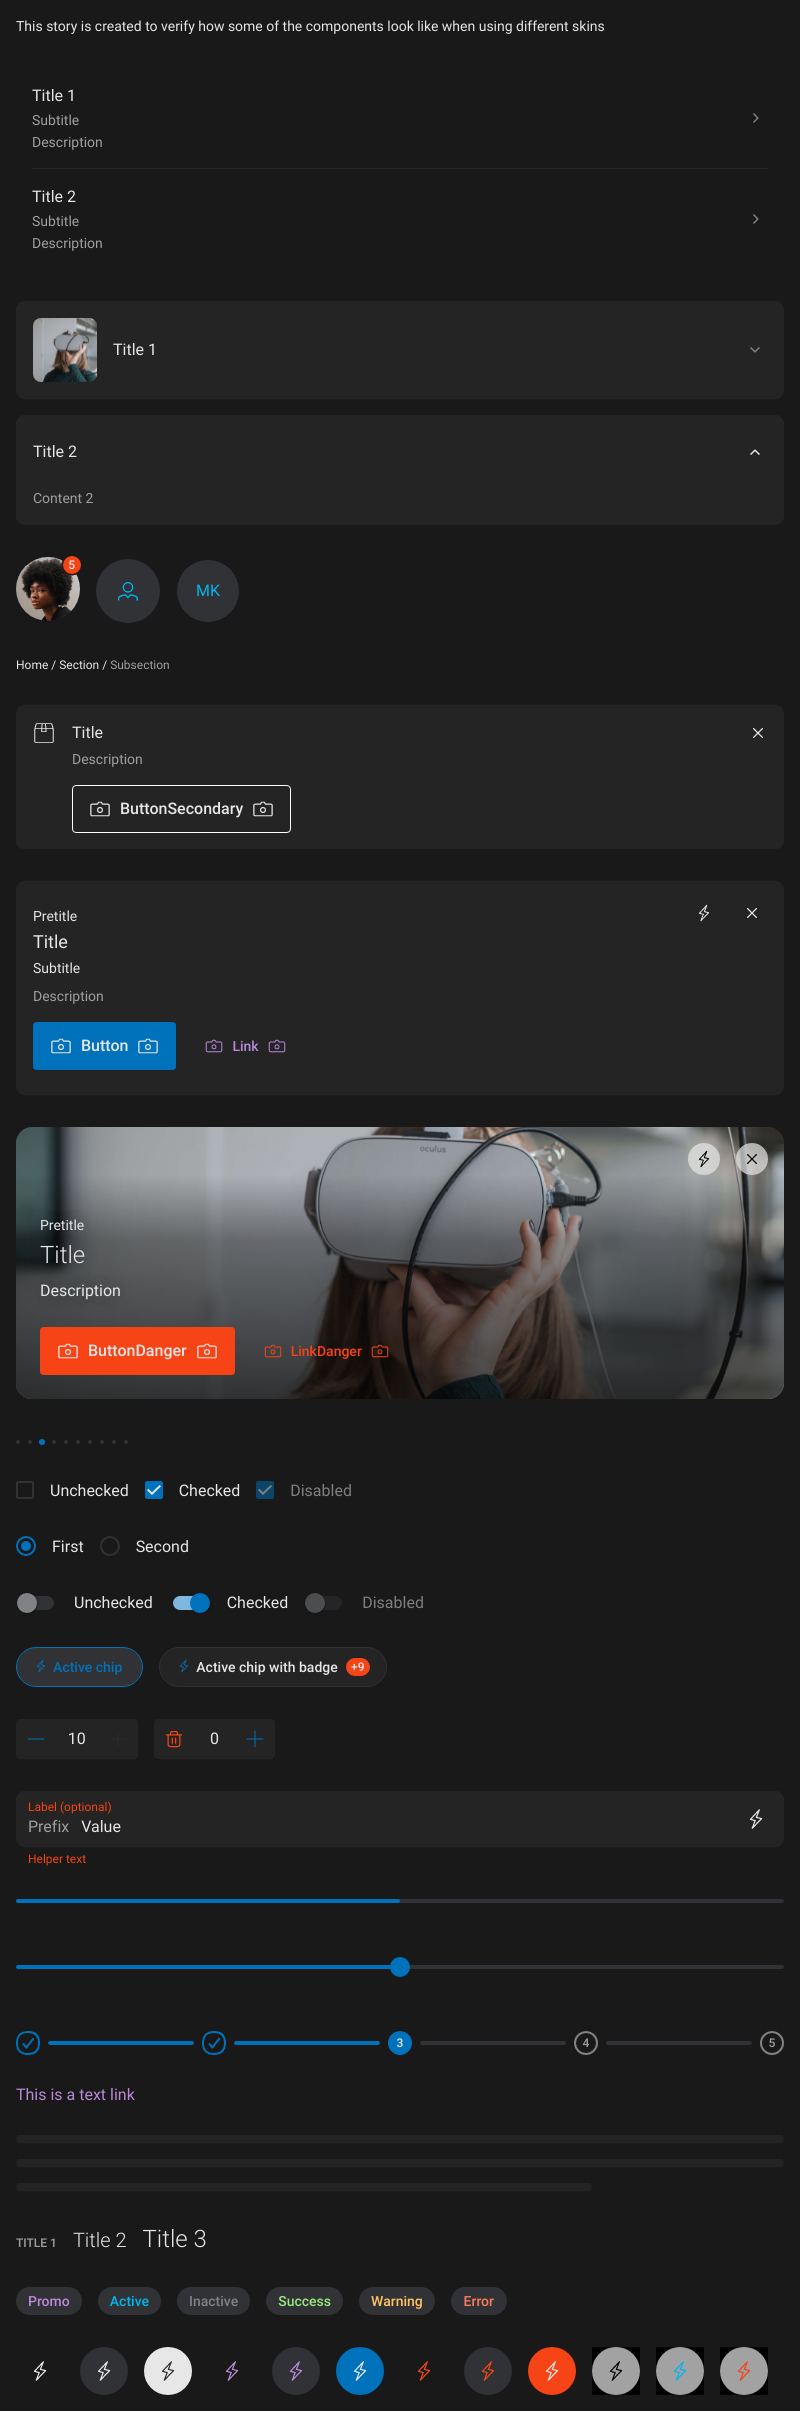 This story is created to verify how some of the components look like when using different skins
Title 1
Subtitle
Description
Title 2
Subtitle
Description
Title 1
Title 2
Content 2
5
MK
Home / Section / Subsection
Title
Description
ButtonSecondary
Pretitle
Title
Subtitle
Description
Button Link
oculus
Pretitle
Title
Description
ButtonDanger LinkDanger
Unchecked Checked Disabled
First Second
Unchecked Checked Disabled
Active chip Active chip with badge +9
10 0
Label (optional)
Prefix Value
Helper text
3 4 5
This is a text link
TITLE 1 Title 2 Title 3
Promo Active Inactive Success Warning Error